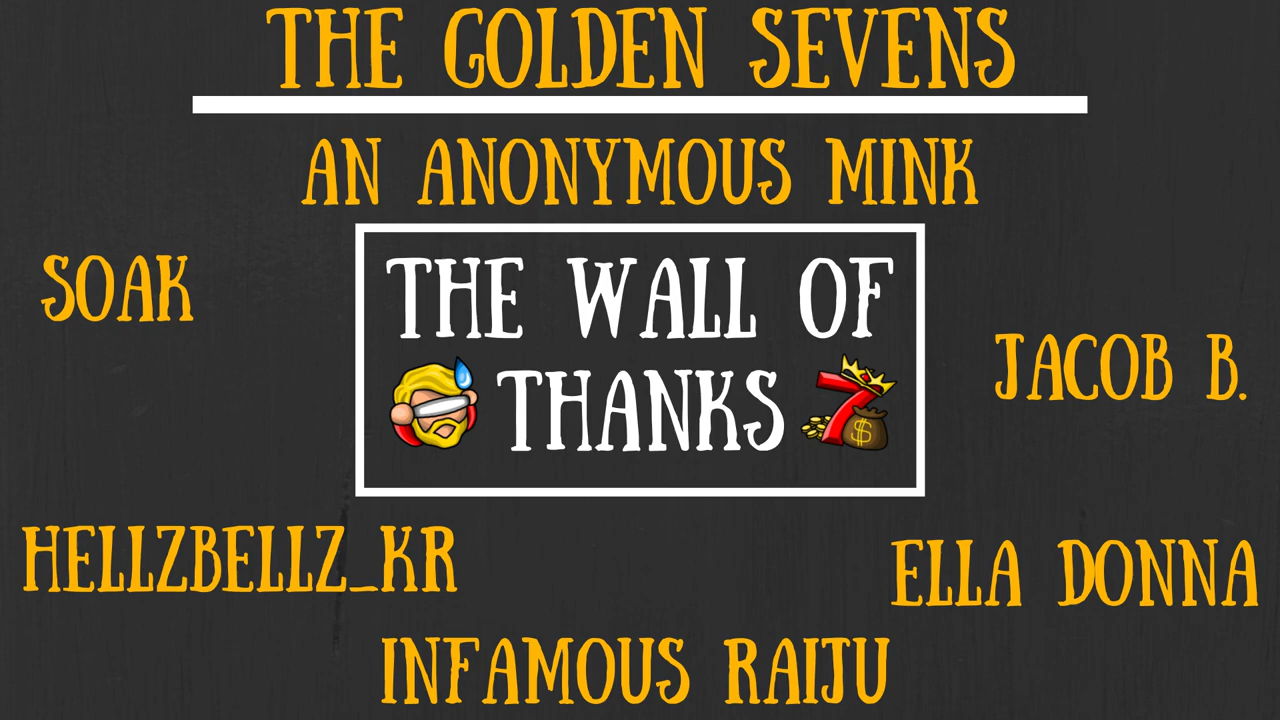 THE GOLDEN SEVENS
AN ANONYMOUS MINK
SOAK
THE WALL OF
THANKS
JACOB B.
HELLZBELLZ_KR
ELLA DONNA
INFAMOUS RAIJU